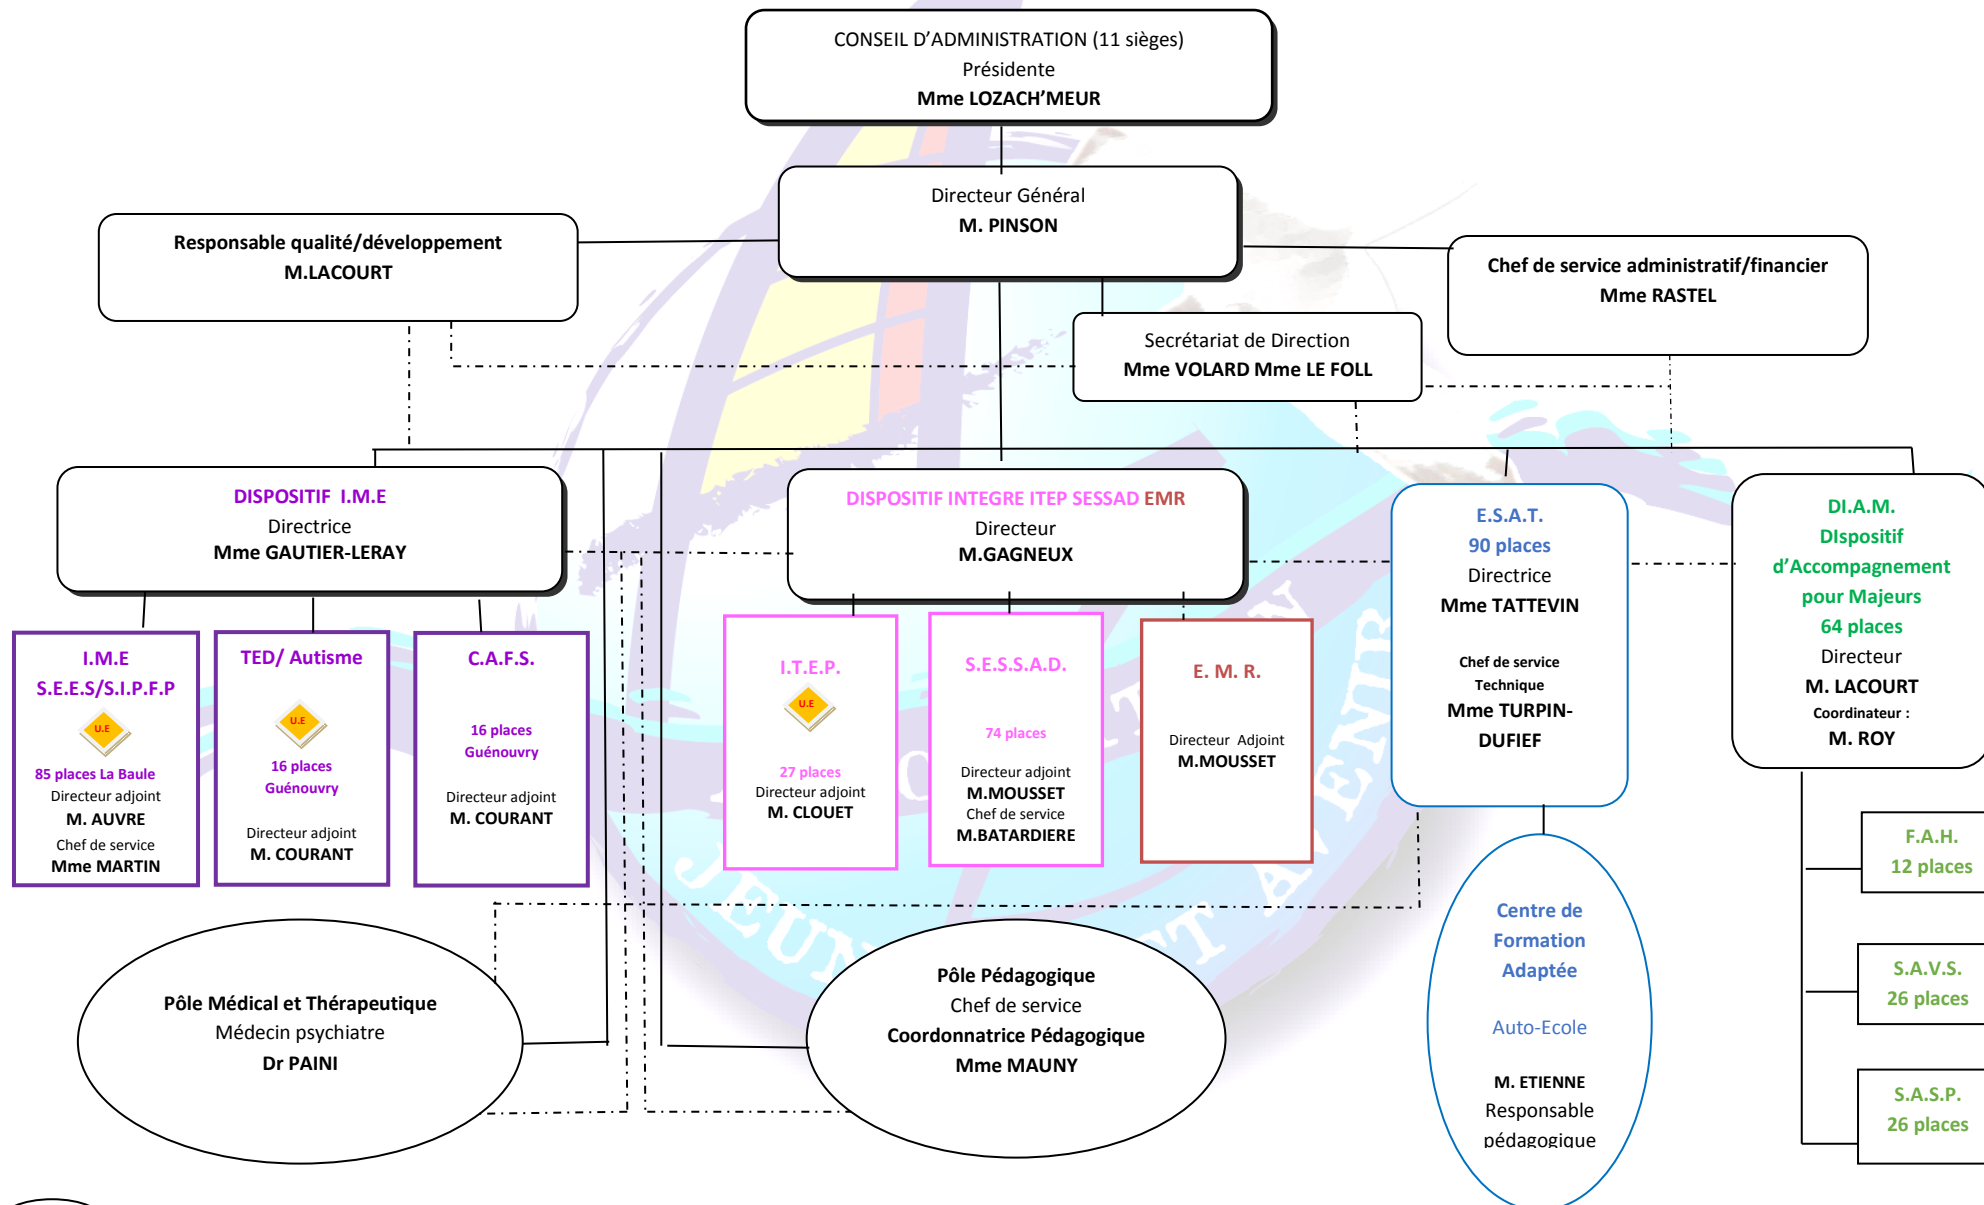 CONSEIL D'ADMINISTRATION (11 sièges)
Présidente
Mme LOZACH'MEUR
Directeur Général
M. PINSON
Responsable qualité/développement
M.LACOURT
Chef de service administratif/financier
Mme RASTEL
Secrétariat de Direction
Mme VOLARD Mme LE FOLL
DISPOSITIF I.M.E
Directrice
Mme GAUTIER-LERAY
DISPOSITIF INTEGRE ITEP SESSAD EMR
Directeur
M.GAGNEUX
E.S.A.T.
90 places
Directrice
Mme TATTEVIN
Chef de service
Technique
Mme TURPIN-
DUFIEF
DI.A.M.
DIspositif
d'Accompagnement
pour Majeurs
64 places
Directeur
M. LACOURT
Coordinateur :
M. ROY
I.M.E
S.E.E.S/S.I.P.F.P
U.E
85 places La Baule
Directeur adjoint
M. AUVRE
Chef de service
Mme MARTIN
TED/ Autisme
U.E
16 places
Guénouvry
Directeur adjoint
M. COURANT
C.A.F.S.
16 places
Guénouvry
Directeur adjoint
M. COURANT
I.T.E.P.
U.E
27 places
Directeur adjoint
M. CLOUET
S.E.S.S.A.D.
74 places
Directeur adjoint
M.MOUSSET
Chef de service
M.BATARDIERE
E. M. R.
Directeur Adjoint
M.MOUSSET
F.A.H.
12 places
S.A.V.S.
26 places
S.A.S.P.
26 places
Pôle Médical et Thérapeutique
Médecin psychiatre
Dr PAINI
Pôle Pédagogique
Chef de service
Coordonnatrice Pédagogique
Mme MAUNY
Centre de
Formation
Adaptée
Auto-Ecole
M. ETIENNE
Responsable
pédagogique
ET AVENIR